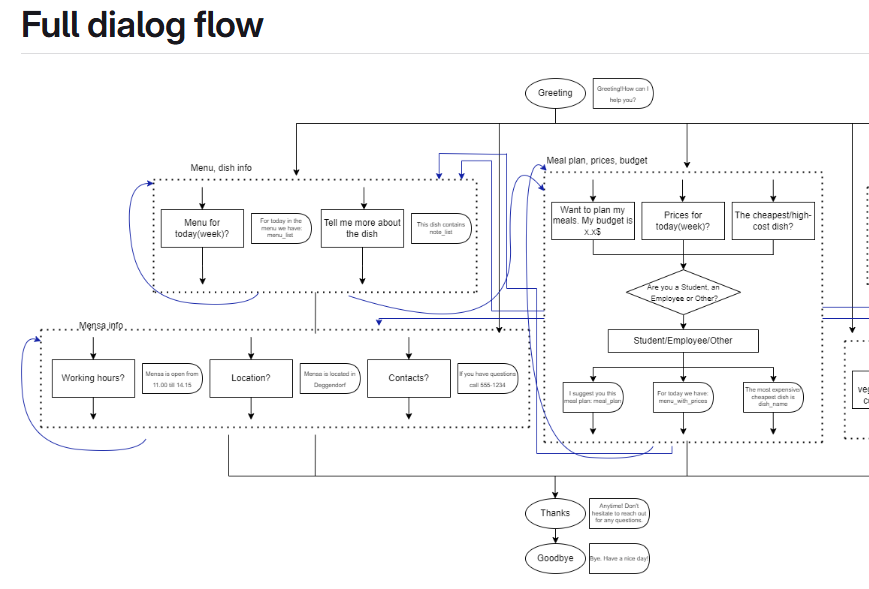 Full dialog flow
Greeting
Greeting!How can I
help you?
Menu, dish info
Meal plan, prices, budget
Menu for
today(week)?
For today in the
menu we have:
menu_list
Tell me more about
the dish
This dish contains
note_list
Want to plan my
meals. My budget is
x.x$
Prices for
today(week)?
The cheapest/high-
cost dish?
Are you a Student, an
Employee or Other?
Student/Employee/Other
Mensa info
Working hours?
Mensa is open from
11.00 till 14.15
Location?
Mensa is located in
Deggendorf
Contacts?
If you have questions
call 555-1234
I suggest you this
meal plan: meal_plan
For today we have:
menu_with_prices
The most expensive/
cheapest dish is
dish_name
Thanks
Anytime! Don't
hesitate to reach out
for any questions.
Goodbye
Bye. Have a nice day!